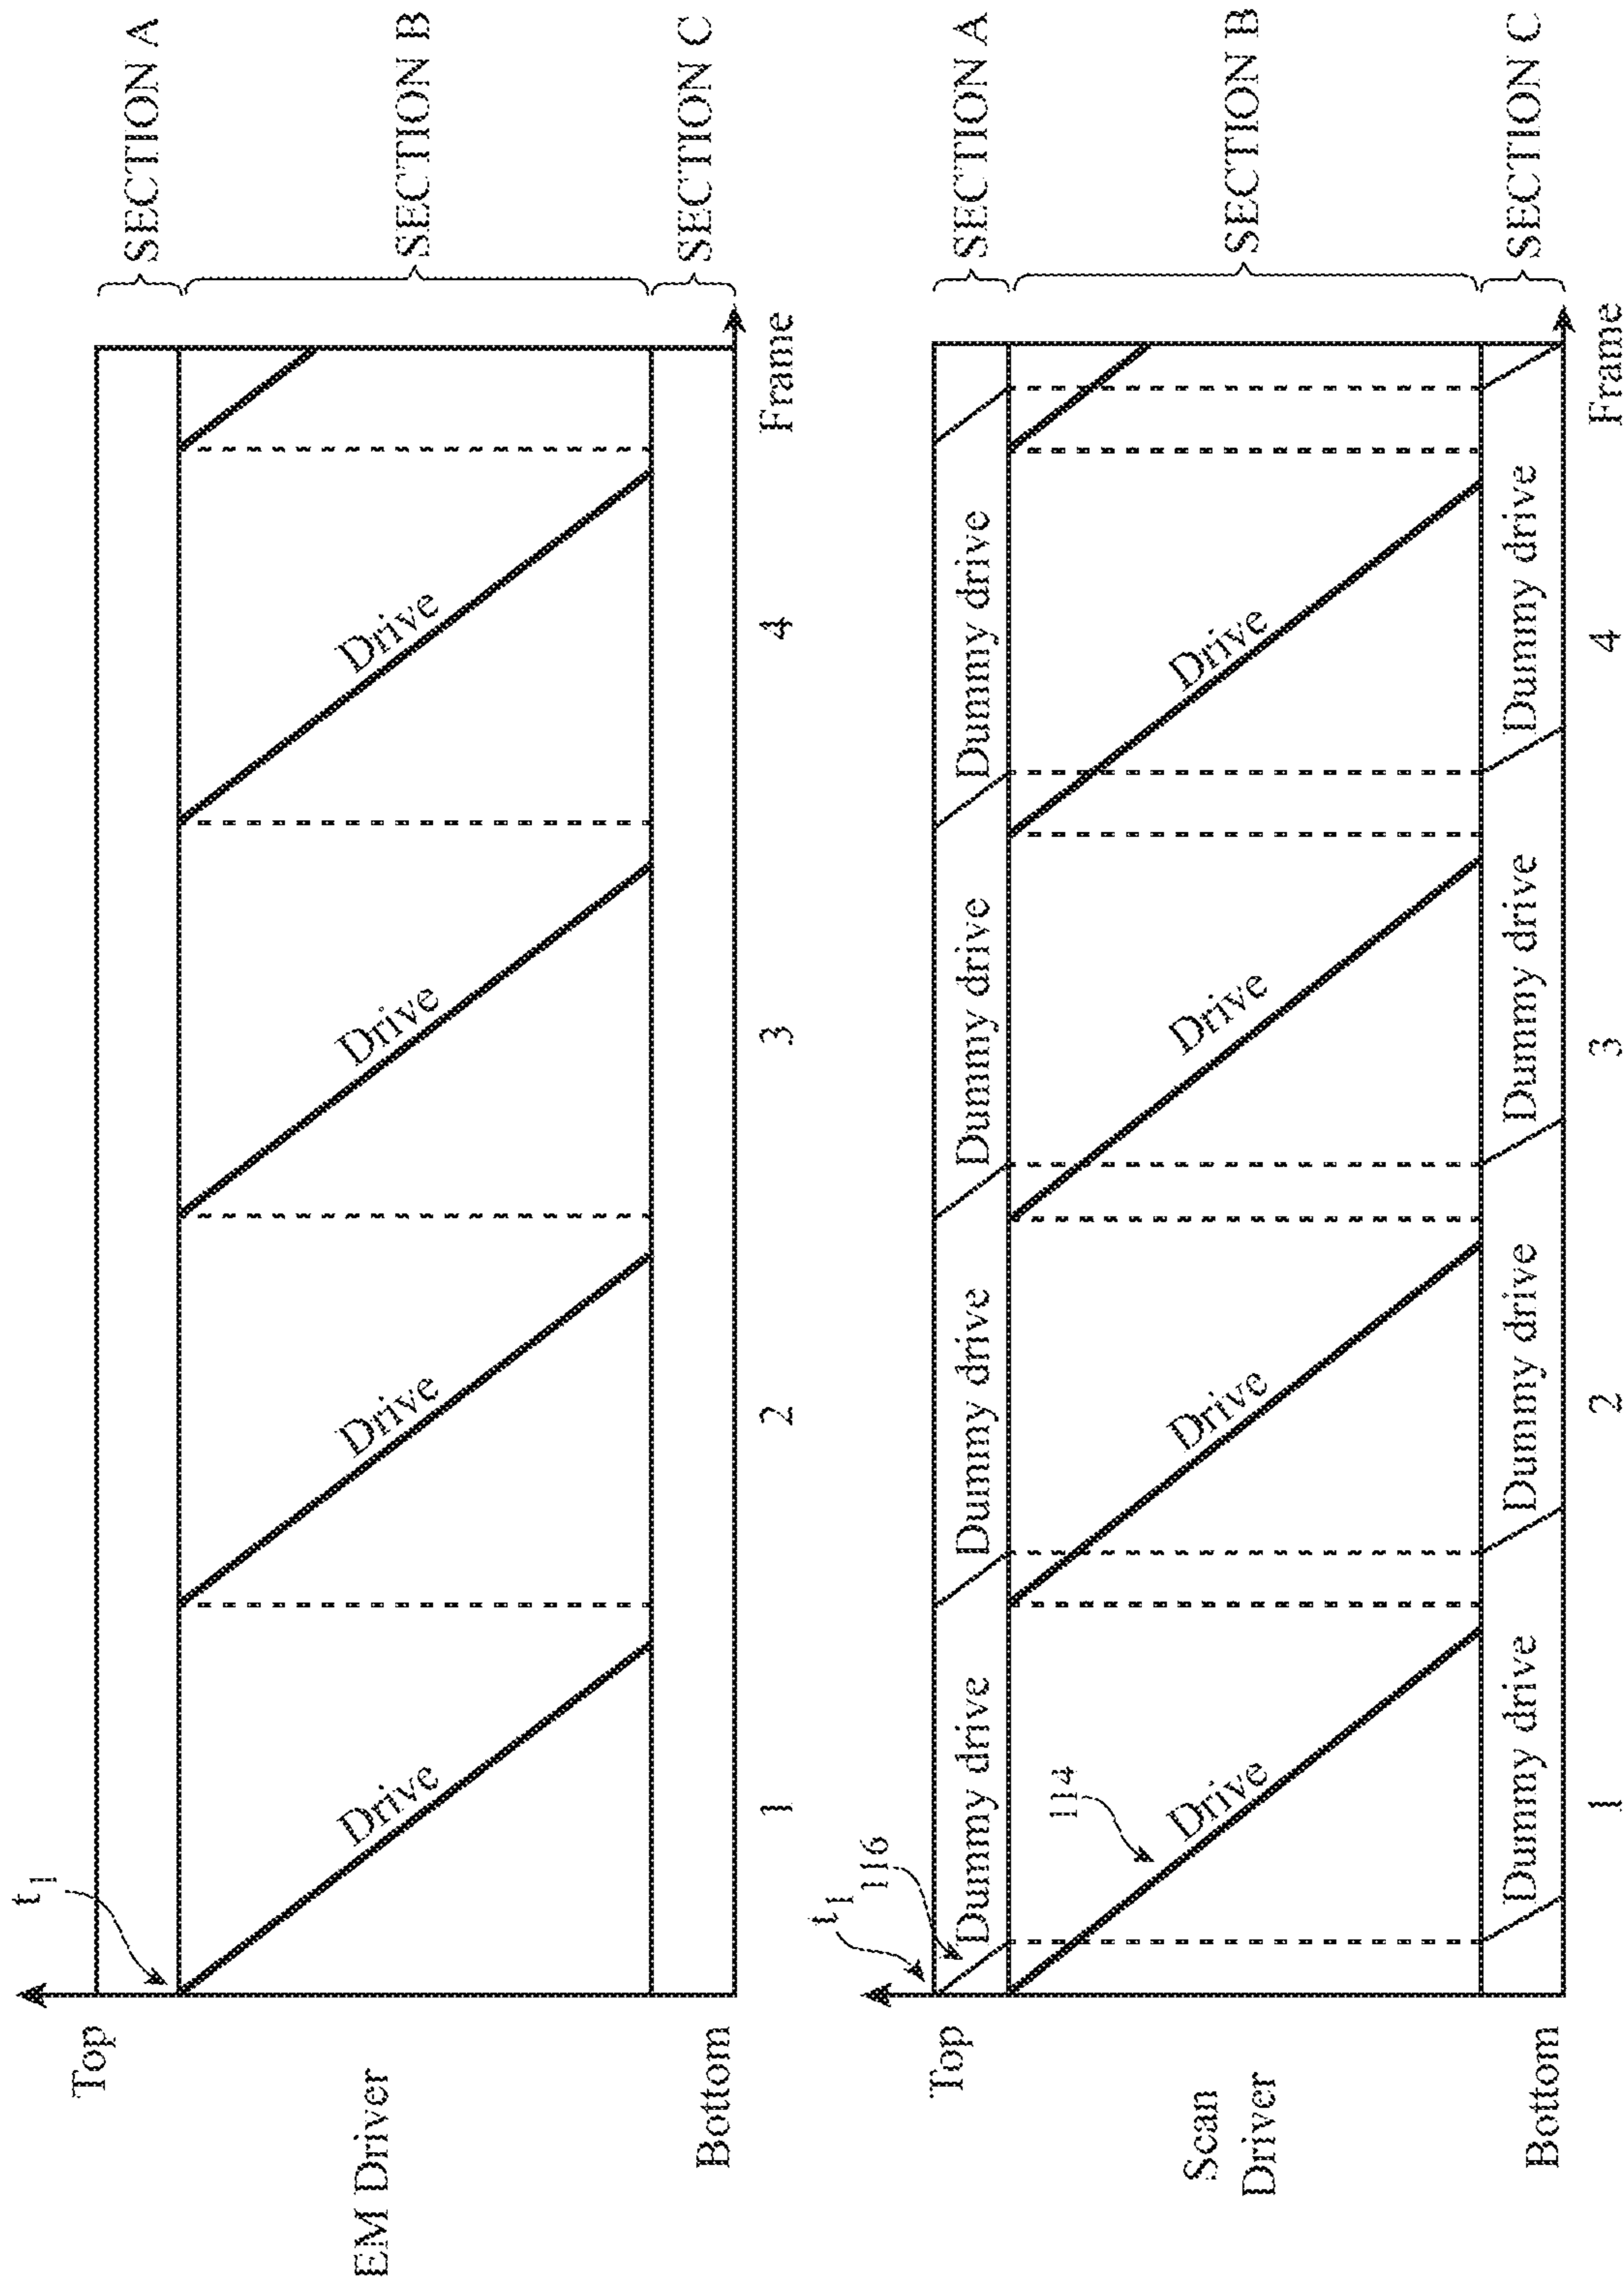 t1
Top
EM Driver
Bottom
Drive
Drive
Drive
Drive
1
2
3
4
Frame
SECTION A
SECTION B
SECTION C
t1
116
114
Top
Scan
Driver
Bottom
Dummy drive
Dummy drive
Dummy drive
Dummy drive
Drive
Drive
Drive
Drive
Dummy drive
Dummy drive
Dummy drive
Dummy drive
1
2
3
4
Frame
SECTION A
SECTION B
SECTION C